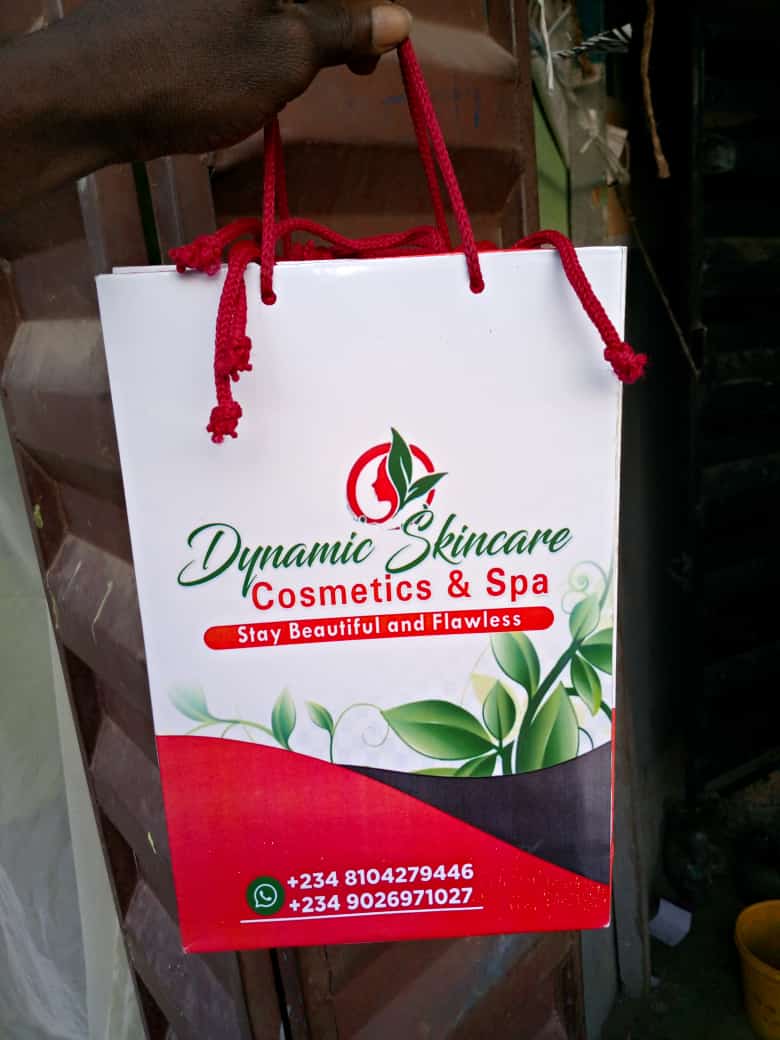 Dynamic Skincare
Cosmetics & Spa
Stay Beautiful and Flawless
+234 8104279446
+234 9026971027